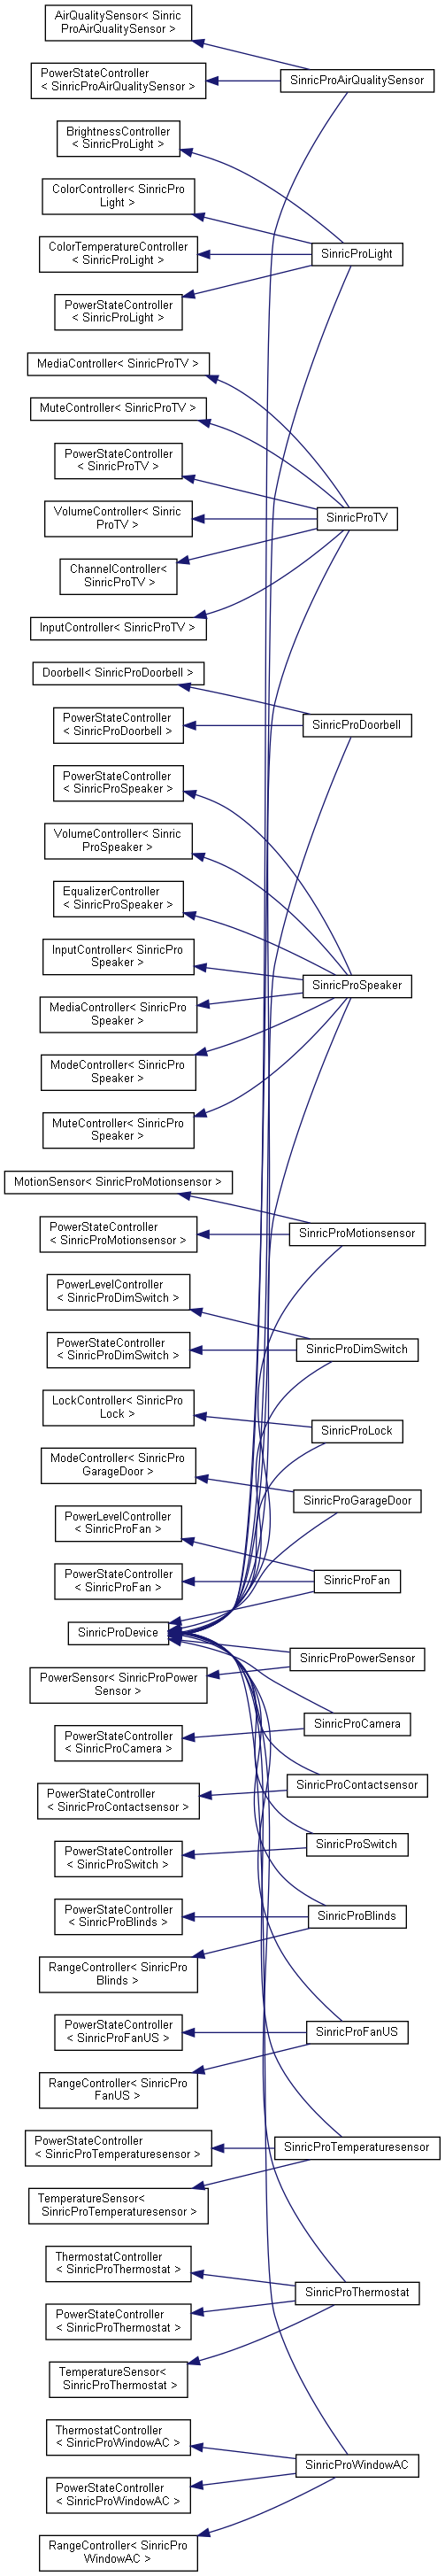 AirQualitySensor< Sinric
ProAirQualitySensor >
PowerStateController
< SinricProAirQualitySensor >
SinricProAirQualitySensor
BrightnessController
< SinricProLight >
ColorController< SinricPro
Light >
ColorTemperatureController
< SinricProLight >
SinricProLight
PowerStateController
< SinricProLight >
MediaController< SinricProTV >
MuteController< SinricProTV >
PowerStateController
< SinricProTV >
VolumeController< Sinric
ProTV >
SinricProTV
ChannelController<
SinricProTV >
InputController< SinricProTV >
Doorbell< SinricProDoorbell >
PowerStateController
< SinricProDoorbell >
SinricProDoorbell
PowerStateController
< SinricProSpeaker >
VolumeController< Sinric
ProSpeaker >
EqualizerController
< SinricProSpeaker >
InputController< SinricPro
Speaker >
SinricProSpeaker
MediaController< SinricPro
Speaker >
ModeController< SinricPro
Speaker >
MuteController< SinricPro
Speaker >
MotionSensor< SinricProMotionsensor >
PowerStateController
< SinricProMotionsensor >
SinricProMotionsensor
PowerLevelController
< SinricProDimSwitch >
PowerStateController
< SinricProDimSwitch >
SinricProDimSwitch
LockController< SinricPro
Lock >
SinricProLock
ModeController< SinricPro
GarageDoor >
SinricProGarageDoor
PowerLevelController
< SinricProFan >
PowerStateController
< SinricProFan >
SinricProFan
SinricProDevice
SinricProPowerSensor
PowerSensor< SinricProPower
Sensor >
SinricProCamera
PowerStateController
< SinricProCamera >
SinricProContactsensor
PowerStateController
< SinricProContactsensor >
SinricProSwitch
PowerStateController
< SinricProSwitch >
PowerStateController
< SinricProBlinds >
SinricProBlinds
RangeController< SinricPro
Blinds >
PowerStateController
< SinricProFanUS >
SinricProFanUS
RangeController< SinricPro
FanUS >
PowerStateController
< SinricProTemperaturesensor >
SinricProTemperaturesensor
TemperatureSensor<
SinricProTemperaturesensor >
ThermostatController
< SinricProThermostat >
SinricProThermostat
PowerStateController
< SinricProThermostat >
TemperatureSensor<
SinricProThermostat >
ThermostatController
< SinricProWindowAC >
SinricProWindowAC
PowerStateController
< SinricProWindowAC >
RangeController< SinricPro
WindowAC >